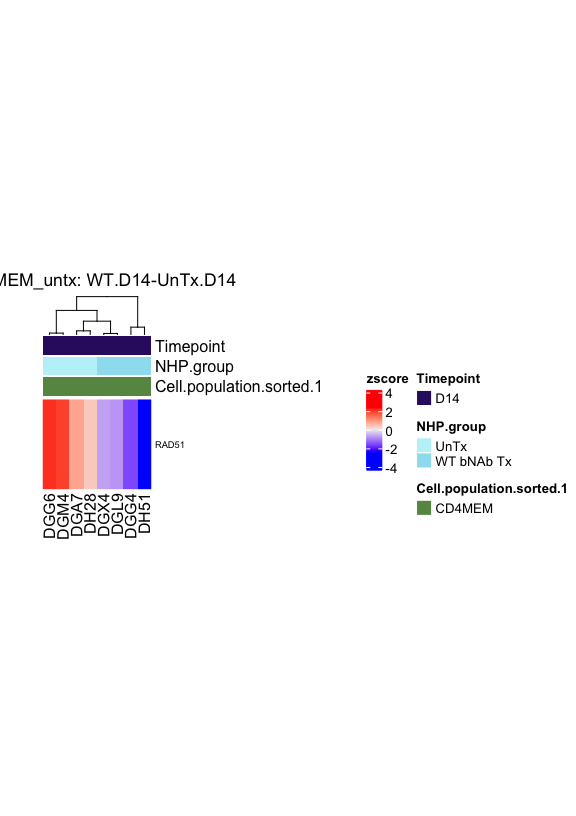 MEM_untx: WT.D14-UnTx.D14
Timepoint
NHP.group
Cell.population.sorted.1
RAD51
DGG6
DGM4
DGA7
DH28
DGX4
DGL9
DGG4
DH51
zscore
4
2
0
-2
-4
Timepoint
D14
NHP.group
UnTx
WT bNAb Tx
Cell.population.sorted.1
CD4MEM